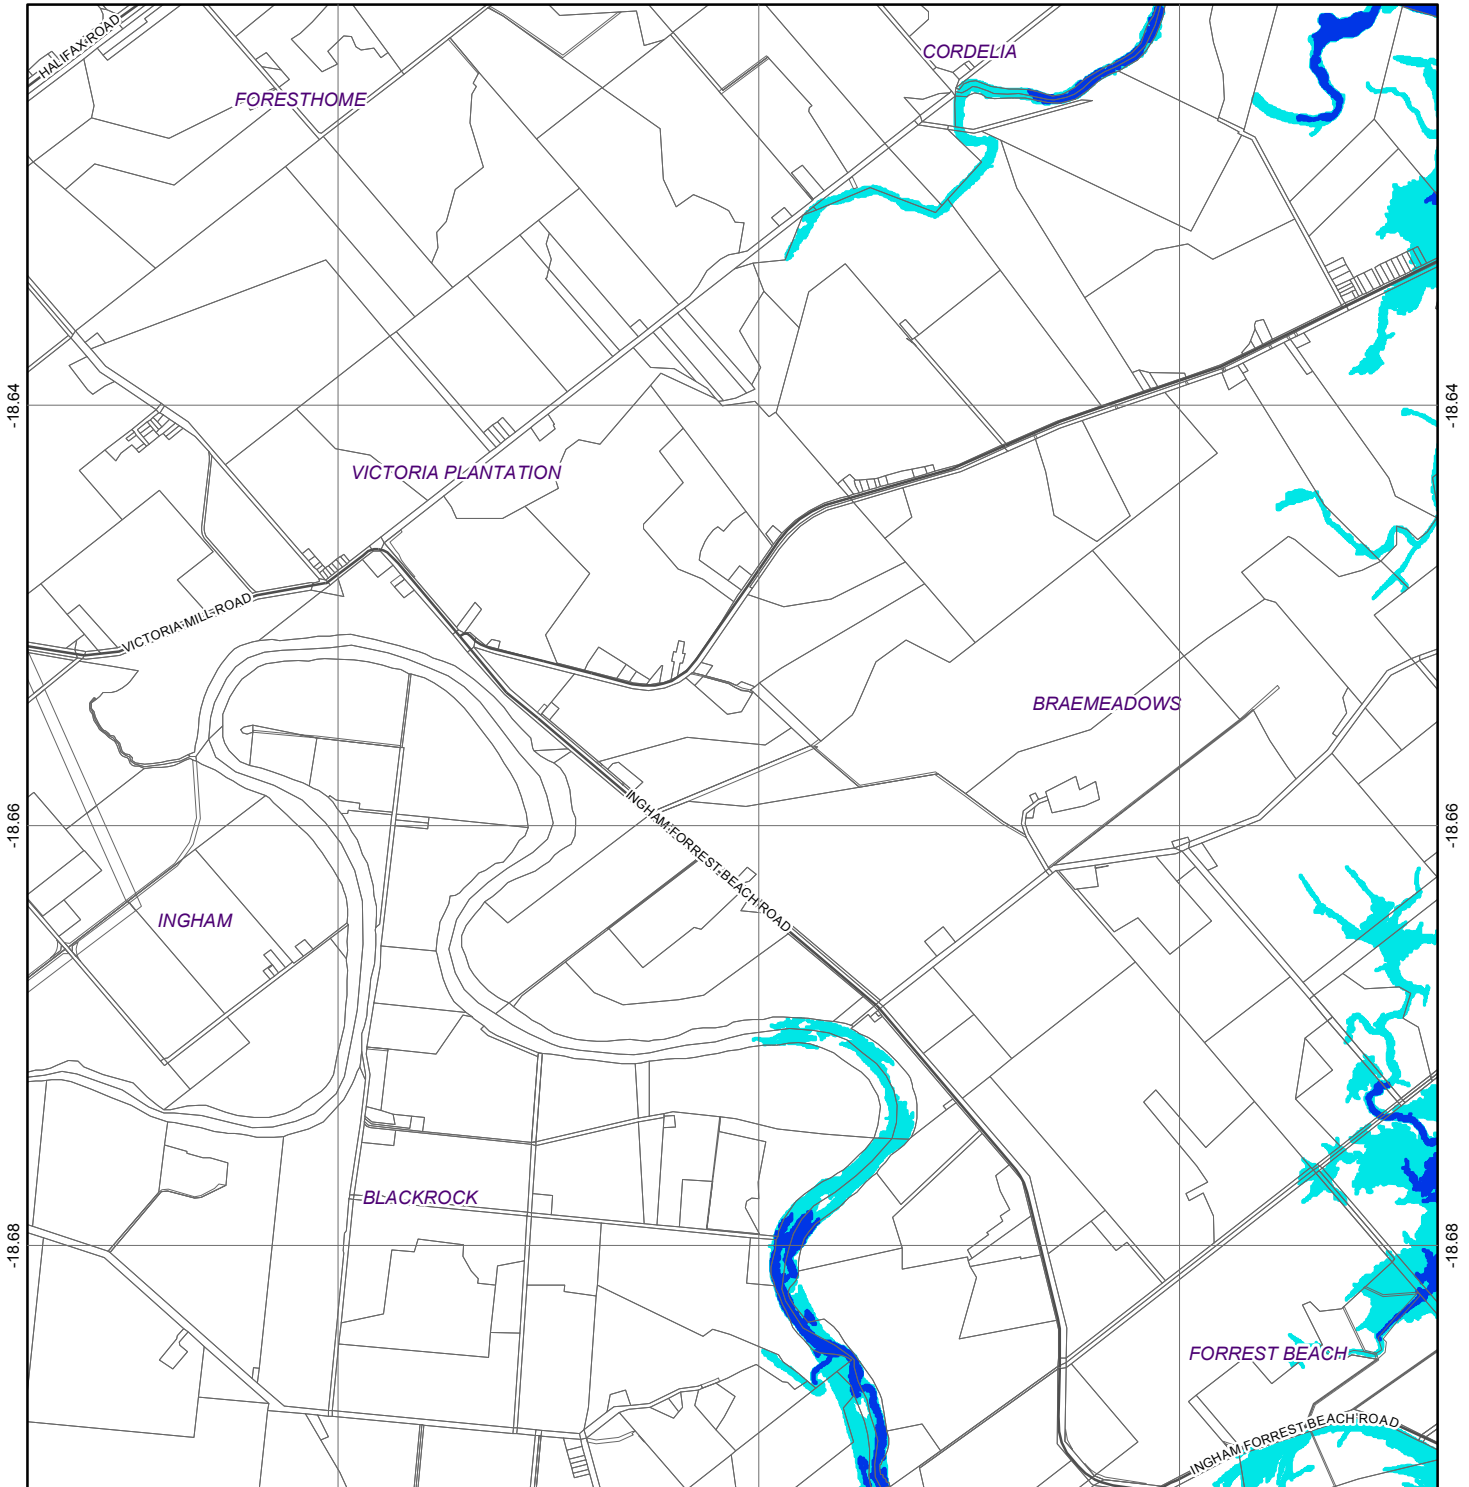 HALIFAX ROAD
CORDELIA
FORESTHOME
-18.64
-18.64
VICTORIA PLANTATION
VICTORIA MILL ROAD
BRAEMEADOWS
-18.66
-18.66
INGHAM FORREST BEACH ROAD
INGHAM
BLACKROCK
-18.68
-18.68
FORREST BEACH
INGHAM FORREST BEACH ROAD